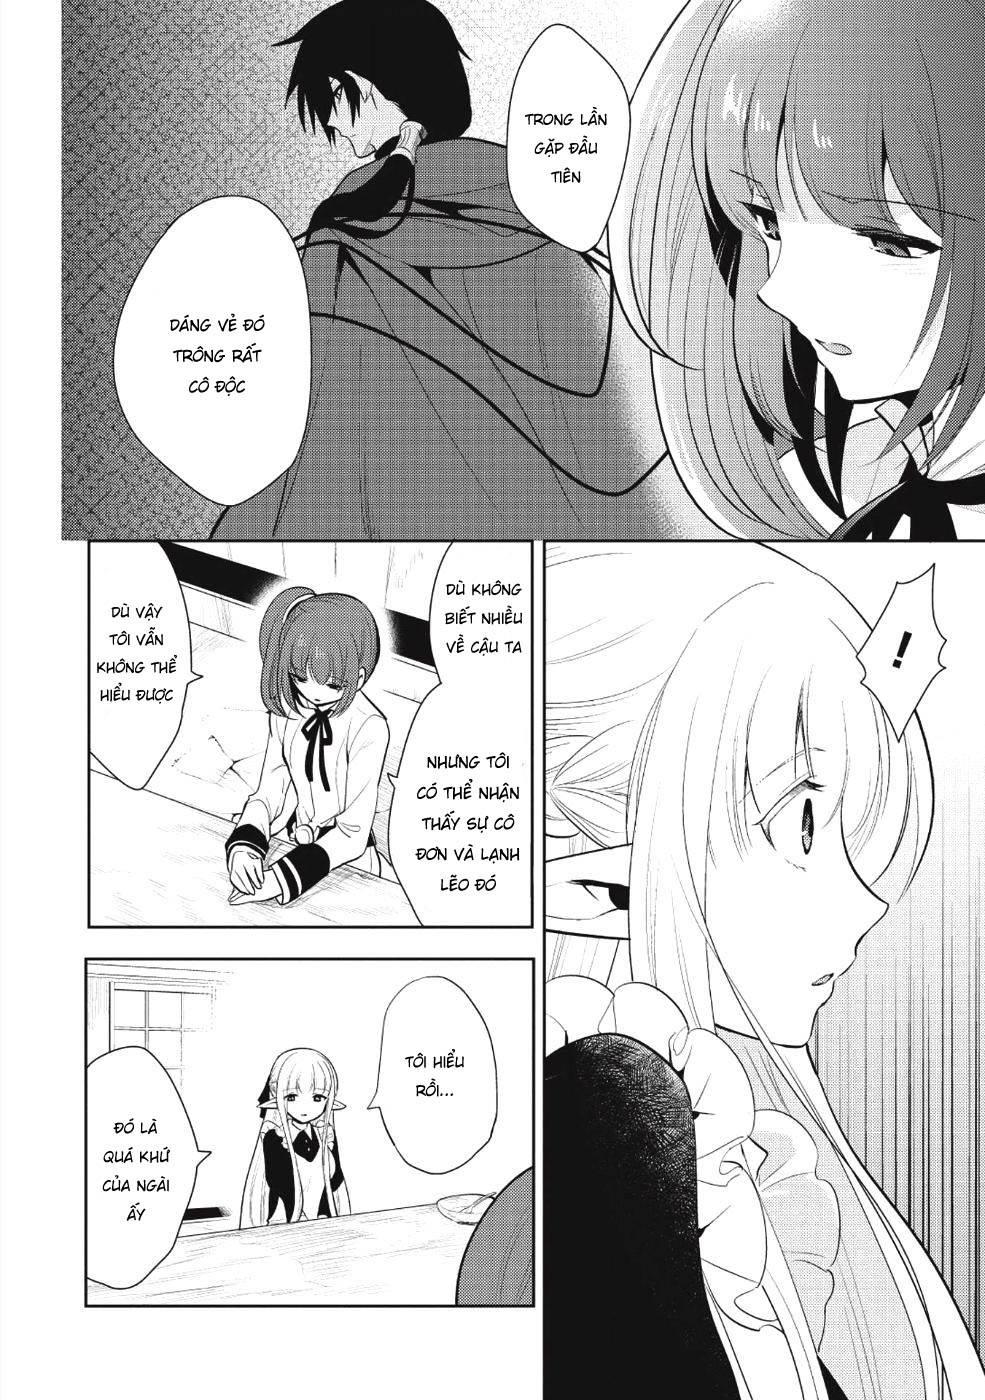 TRONG LẦN
GẶP ĐẦU
TIÊN
DÁNG VẺ ĐÓ
TRÔNG RẤT
CÔ ĐỘC
!
DÙ KHÔNG
BIẾT NHIỀU
VỀ CẬU TA
NHƯNG TÔI
CÓ THỂ NHẬN
THẤY SỰ CÔ
ĐƠN VÀ LẠNH
LẼO ĐÓ
DÙ VẬY
TÔI VẪN
KHÔNG THỂ
HIỂU ĐƯỢC
TÔI HIỂU
RỒI...
ĐÓ LÀ
QUÁ KHỨ
CỦA NGÀI
ẤY